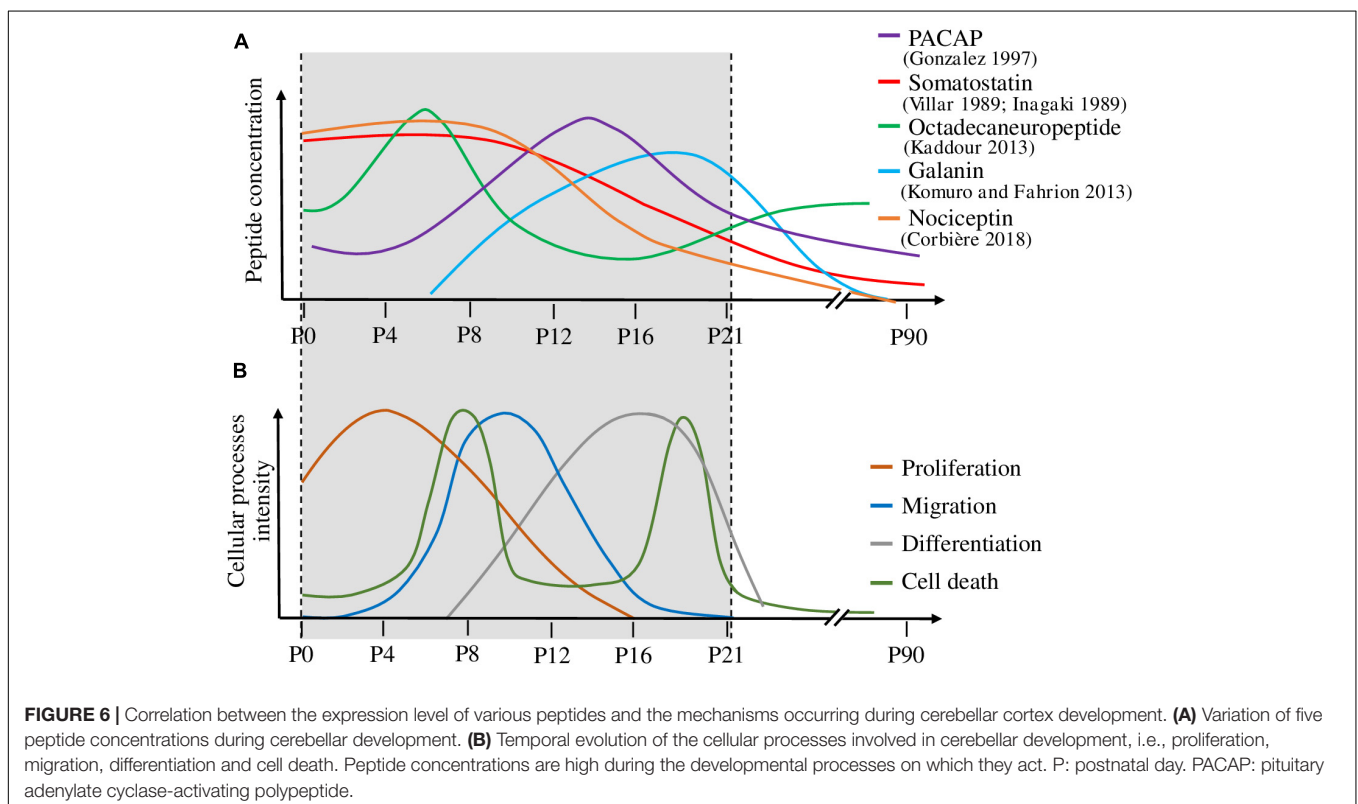 A
Peptide concentration
PACAP
(Gonzalez 1997)
Somatostatin
(Villar 1989; Inagaki 1989)
Octadecaneuropeptide
(Kaddour 2013)
Galanin
(Komuro and Fahrion 2013)
Nociceptin
(Corbière 2018)
P0 P4 P8 P12 P16 P21 P90
B
Cellular processes
intensity
Proliferation
Migration
Differentiation
Cell death
P0 P4 P8 P12 P16 P21 P90
FIGURE 6 | Correlation between the expression level of various peptides and the mechanisms occurring during cerebellar cortex development. (A) Variation of five
peptide concentrations during cerebellar development. (B) Temporal evolution of the cellular processes involved in cerebellar development, i.e., proliferation,
migration, differentiation and cell death. Peptide concentrations are high during the developmental processes on which they act. P: postnatal day. PACAP: pituitary
adenylate cyclase-activating polypeptide.